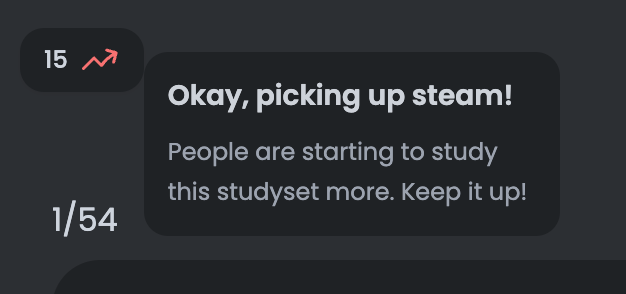 15
Okay, picking up steam!
People are starting to study
this studyset more. Keep it up!
1/54